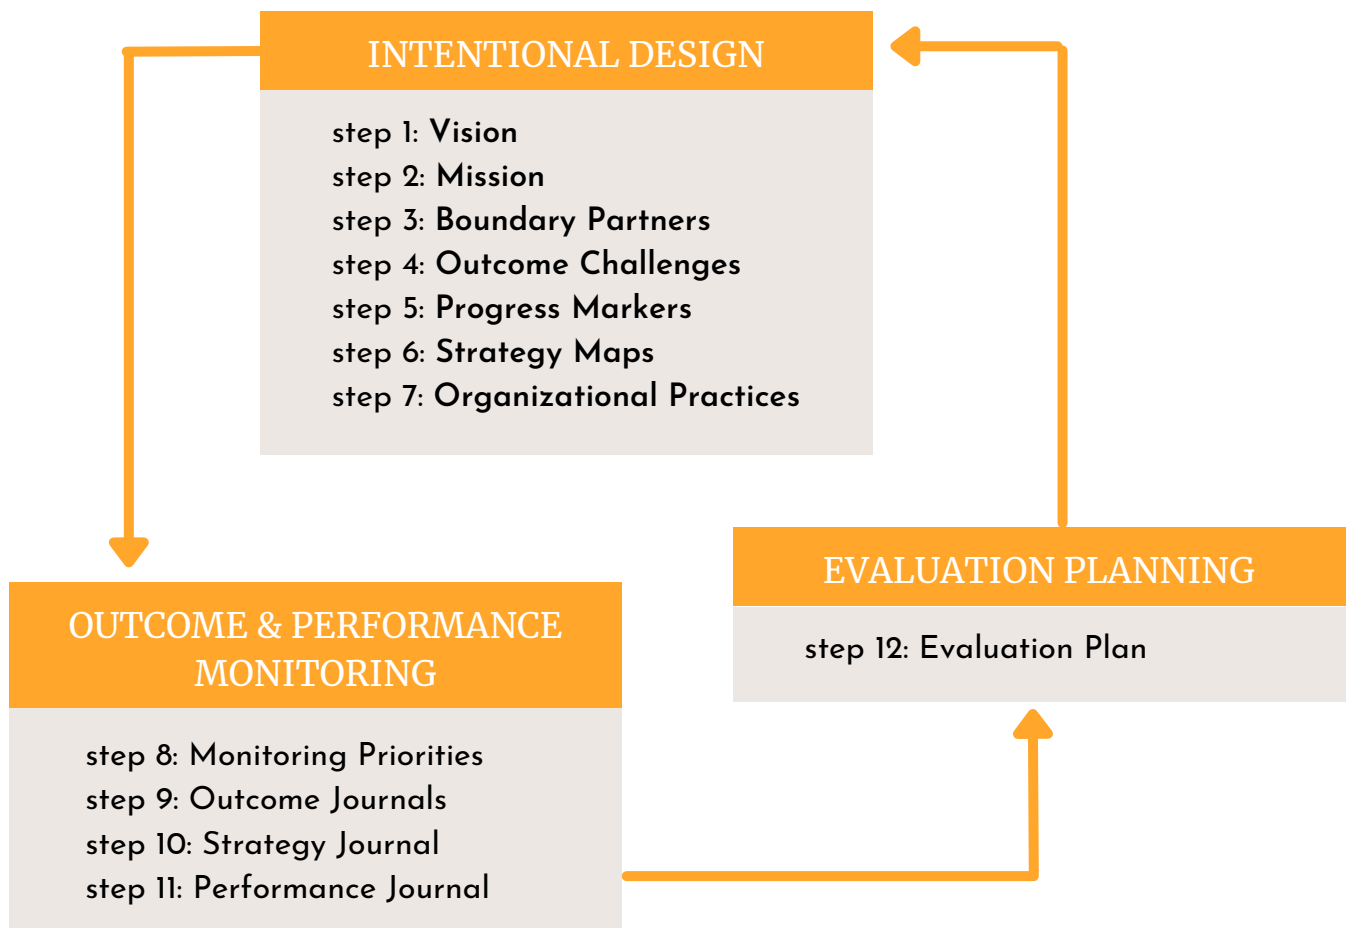 INTENTIONAL DESIGN
step 1: Vision
step 2: Mission
step 3: Boundary Partners
step 4: Outcome Challenges
step 5: Progress Markers
step 6: Strategy Maps
step 7: Organizational Practices
OUTCOME & PERFORMANCE
MONITORING
step 8: Monitoring Priorities
step 9: Outcome Journals
step 10: Strategy Journal
step 11: Performance Journal
EVALUATION PLANNING
step 12: Evaluation Plan